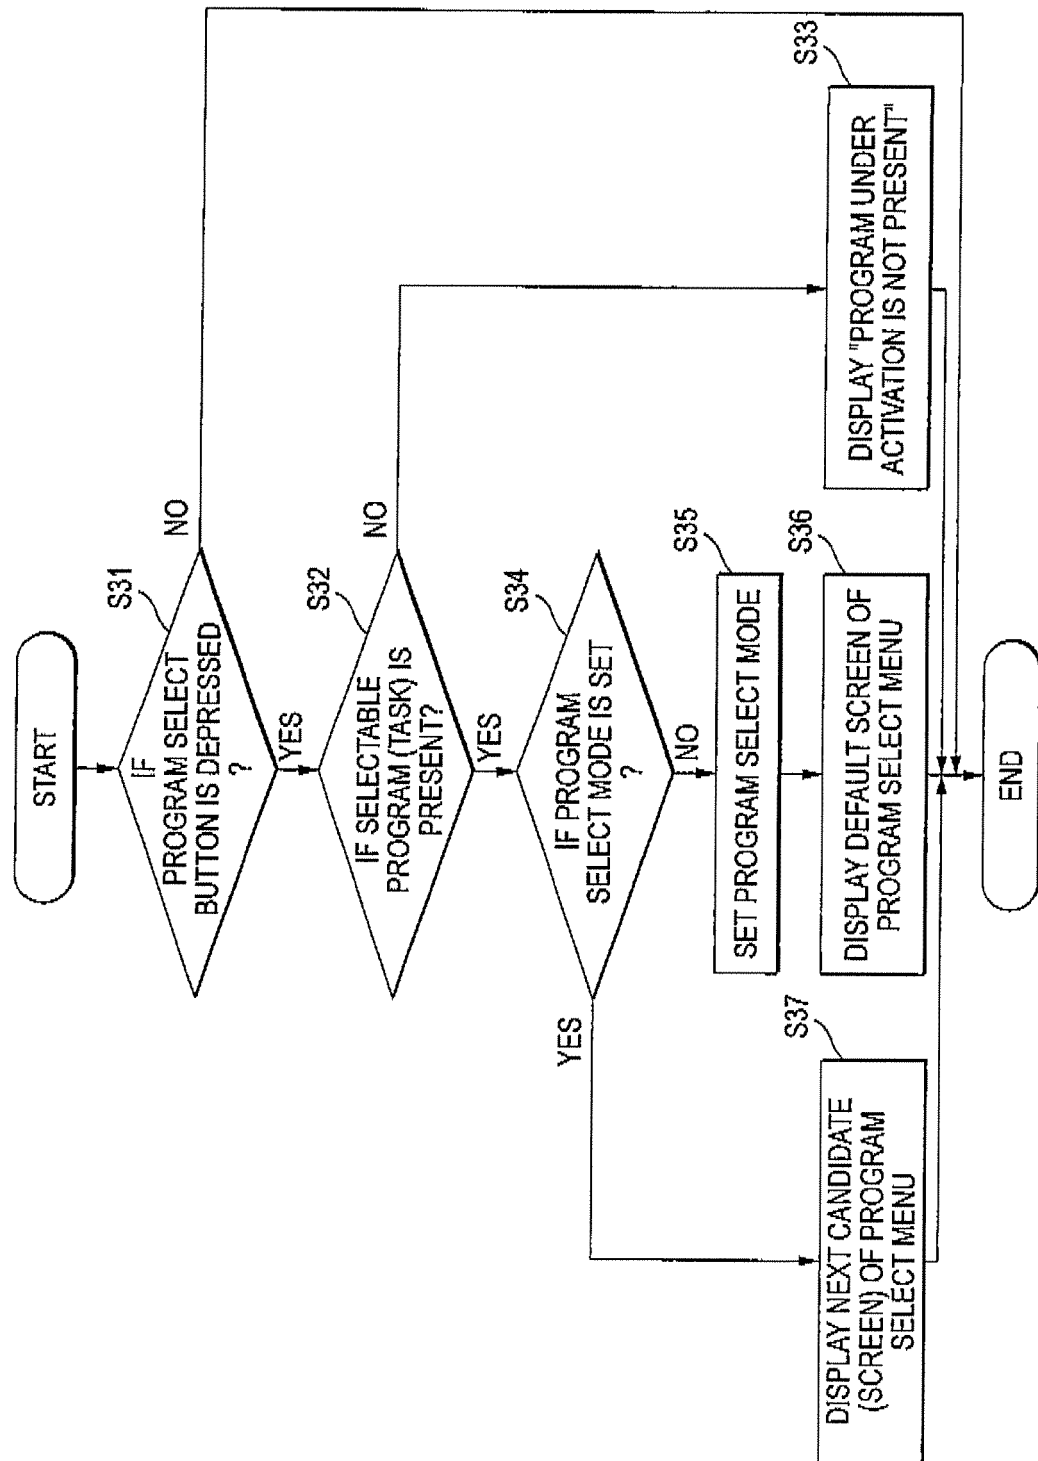 START
S31
IF
PROGRAM SELECT
BUTTON IS DEPRESSED
?
NO
YES
S32
IF SELECTABLE
PROGRAM (TASK) IS
PRESENT?
NO
YES
S34
IF PROGRAM
SELECT MODE IS SET
?
YES
NO
S35
SET PROGRAM SELECT MODE
S37
DISPLAY NEXT CANDIDATE
(SCREEN) OF PROGRAM
SELECT MENU
S36
DISPLAY DEFAULT SCREEN OF
PROGRAM SELECT MENU
S33
DISPLAY "PROGRAM UNDER
ACTIVATION IS NOT PRESENT"
END